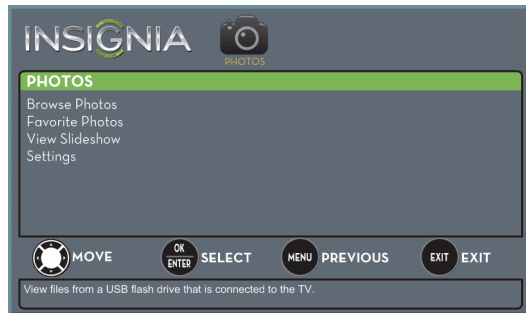 INSIGNIA
PHOTOS
PHOTOS
Browse Photos
Favorite Photos
View Slideshow
Settings
MOVE OK ENTER SELECT MENU PREVIOUS EXIT EXIT
View files from a USB flash drive that is connected to the TV.